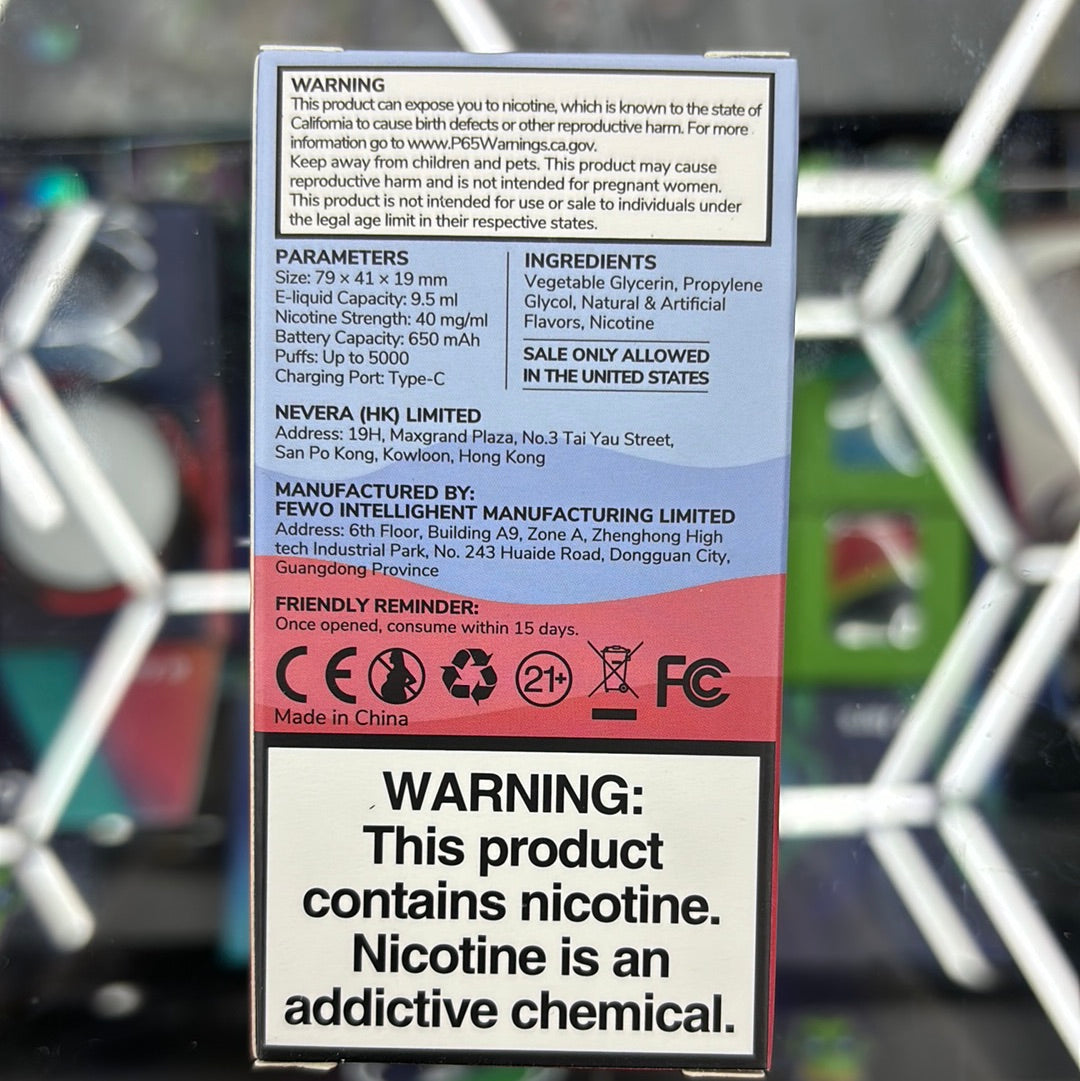 WARNING
This product can expose you to nicotine, which is known to the state of
California to cause birth defects or other reproductive harm. For more
information go to www.P65Warnings.ca.gov.
Keep away from children and pets. This product may cause
reproductive harm and is not intended for pregnant women.
This product is not intended for use or sale to individuals under
the legal age limit in their respective states.
PARAMETERS
Size: 79 × 41 × 19 mm
E-liquid Capacity: 9.5 ml
Nicotine Strength: 40 mg/ml
Battery Capacity: 650 mAh
Puffs: Up to 5000
Charging Port: Type-C
INGREDIENTS
Vegetable Glycerin, Propylene
Glycol, Natural & Artificial
Flavors, Nicotine
SALE ONLY ALLOWED
IN THE UNITED STATES
NEVERA (HK) LIMITED
Address: 19H, Maxgrand Plaza, No.3 Tai Yau Street,
San Po Kong, Kowloon, Hong Kong
MANUFACTURED BY:
FEWO INTELLIGHENT MANUFACTURING LIMITED
Address: 6th Floor, Building A9, Zone A, Zhenghong High
tech Industrial Park, No. 243 Huaide Road, Dongguan City,
Guangdong Province
FRIENDLY REMINDER:
Once opened, consume within 15 days.
CE 21+ FC
Made in China
WARNING:
This product
contains nicotine.
Nicotine is an
addictive chemical.